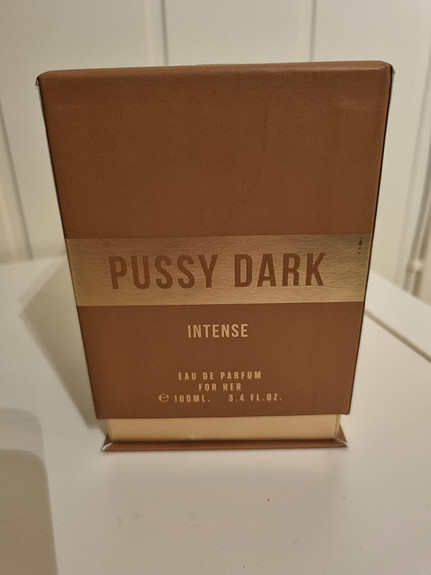 PUSSY DARK
INTENSE
EAU DE PARFUM
FOR HER
℮ 100ML. 3.4 FL.OZ.